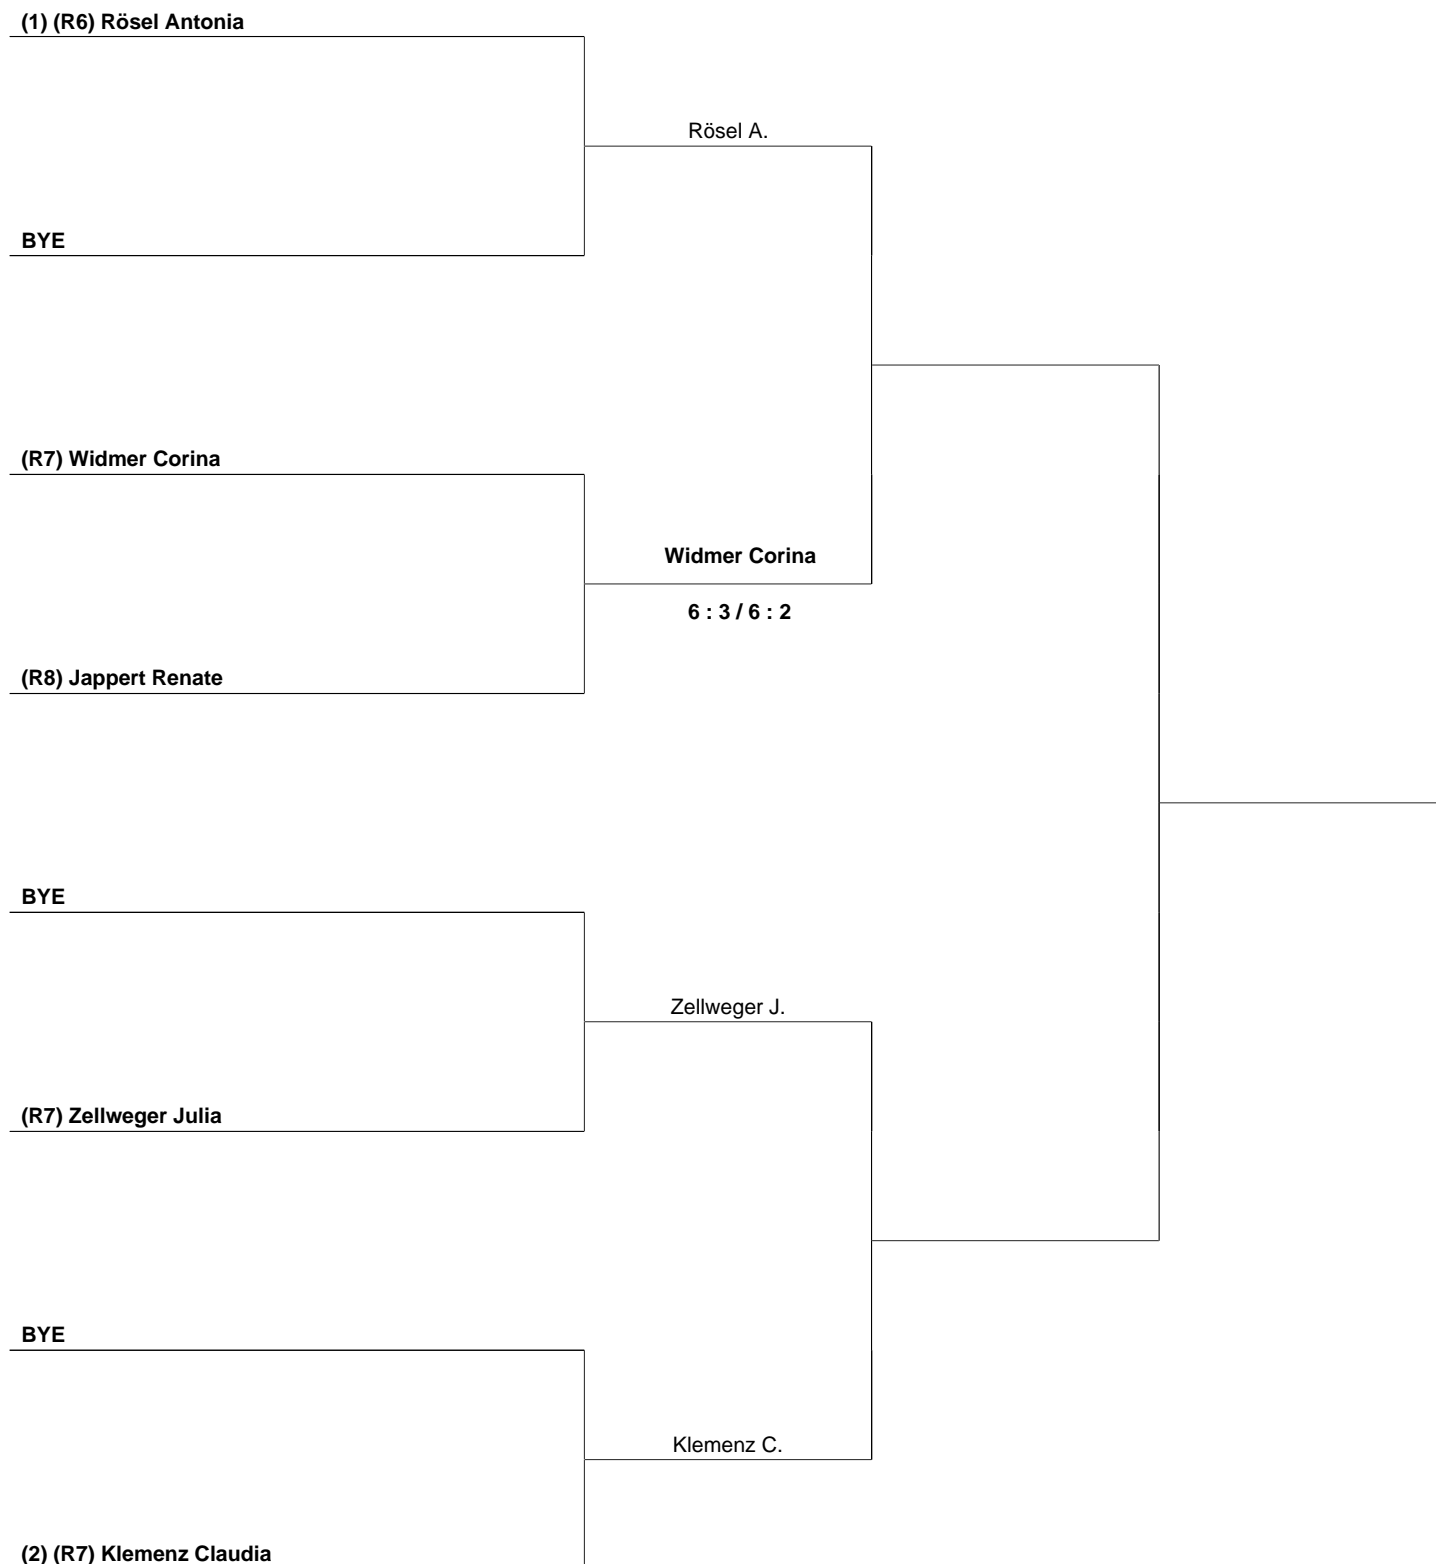 (1) (R6) Rösel Antonia
Rösel A.
BYE
(R7) Widmer Corina
Widmer Corina
6 : 3 / 6 : 2
(R8) Jappert Renate
BYE
Zellweger J.
(R7) Zellweger Julia
BYE
Klemenz C.
(2) (R7) Klemenz Claudia